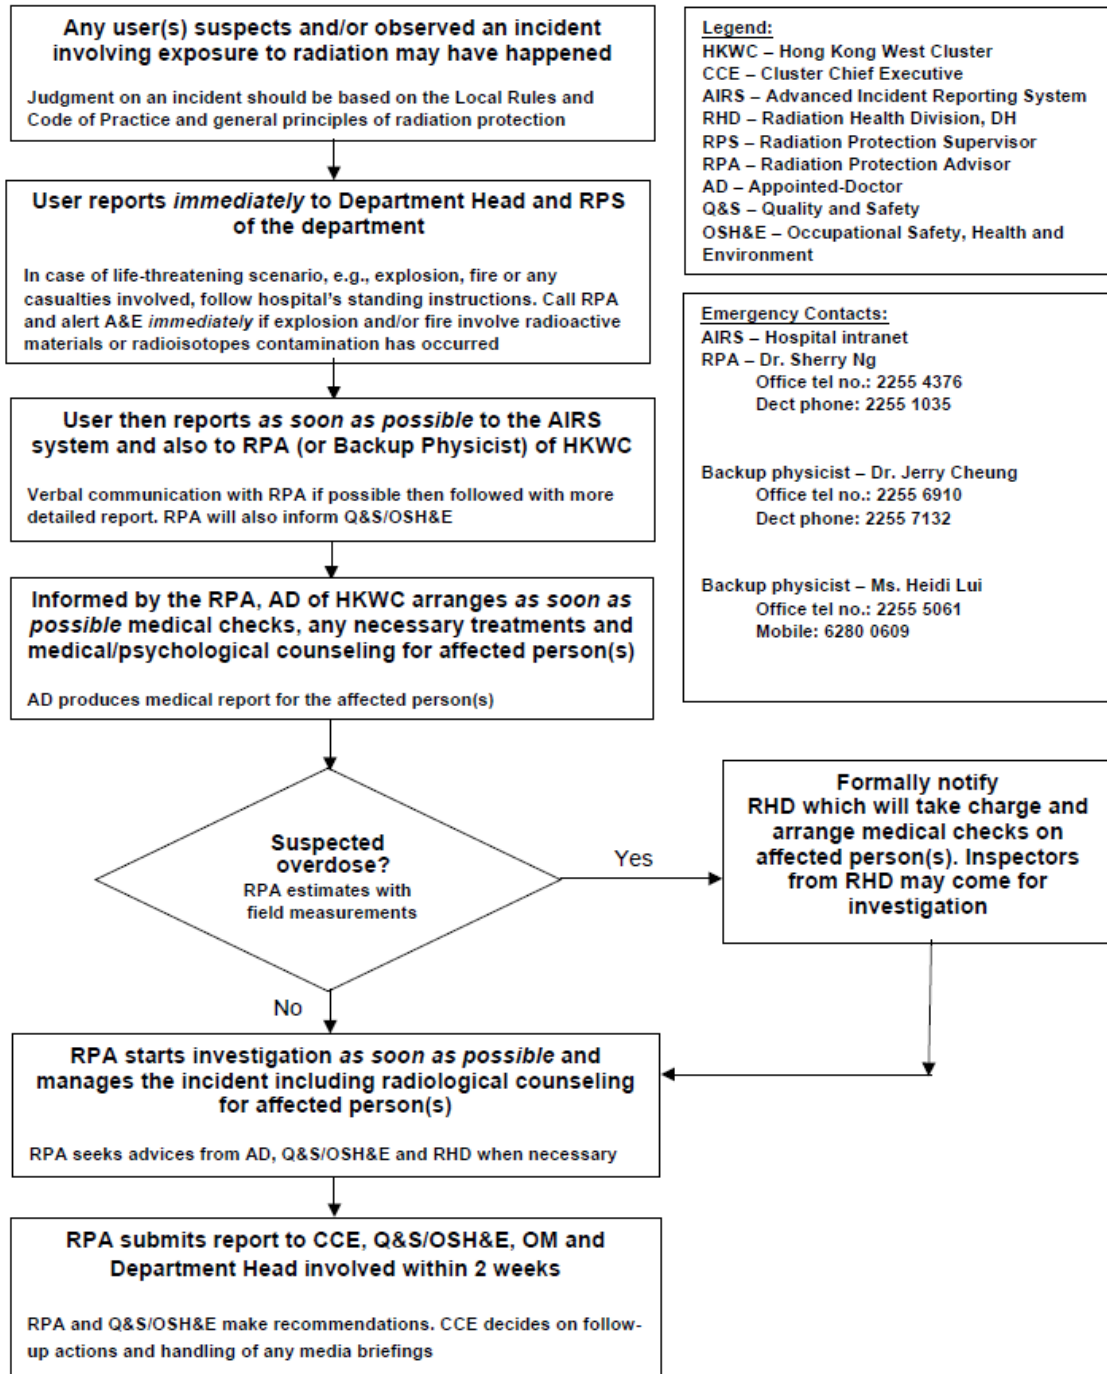 Any user(s) suspects and/or observed an incident
involving exposure to radiation may have happened
Judgment on an incident should be based on the Local Rules and
Code of Practice and general principles of radiation protection
User reports immediately to Department Head and RPS
of the department
In case of life-threatening scenario, e.g., explosion, fire or any
casualties involved, follow hospital's standing instructions. Call RPA
and alert A&E immediately if explosion and/or fire involve radioactive
materials or radioisotopes contamination has occurred
User then reports as soon as possible to the AIRS
system and also to RPA (or Backup Physicist) of HKWC
Verbal communication with RPA if possible then followed with more
detailed report. RPA will also inform Q&S/OSH&E
Informed by the RPA, AD of HKWC arranges as soon as
possible medical checks, any necessary treatments and
medical/psychological counseling for affected person(s)
AD produces medical report for the affected person(s)
Suspected
overdose?
RPA estimates with
field measurements
Yes
No
Formally notify
RHD which will take charge and
arrange medical checks on
affected person(s). Inspectors
from RHD may come for
investigation
RPA starts investigation as soon as possible and
manages the incident including radiological counseling
for affected person(s)
RPA seeks advices from AD, Q&S/OSH&E and RHD when necessary
RPA submits report to CCE, Q&S/OSH&E, OM and
Department Head involved within 2 weeks
RPA and Q&S/OSH&E make recommendations. CCE decides on follow-
up actions and handling of any media briefings
Legend:
HKWC – Hong Kong West Cluster
CCE – Cluster Chief Executive
AIRS – Advanced Incident Reporting System
RHD – Radiation Health Division, DH
RPS – Radiation Protection Supervisor
RPA – Radiation Protection Advisor
AD – Appointed-Doctor
Q&S – Quality and Safety
OSH&E – Occupational Safety, Health and
Environment
Emergency Contacts:
AIRS – Hospital intranet
RPA – Dr. Sherry Ng
Office tel no.: 2255 4376
Dect phone: 2255 1035
Backup physicist – Dr. Jerry Cheung
Office tel no.: 2255 6910
Dect phone: 2255 7132
Backup physicist – Ms. Heidi Lui
Office tel no.: 2255 5061
Mobile: 6280 0609